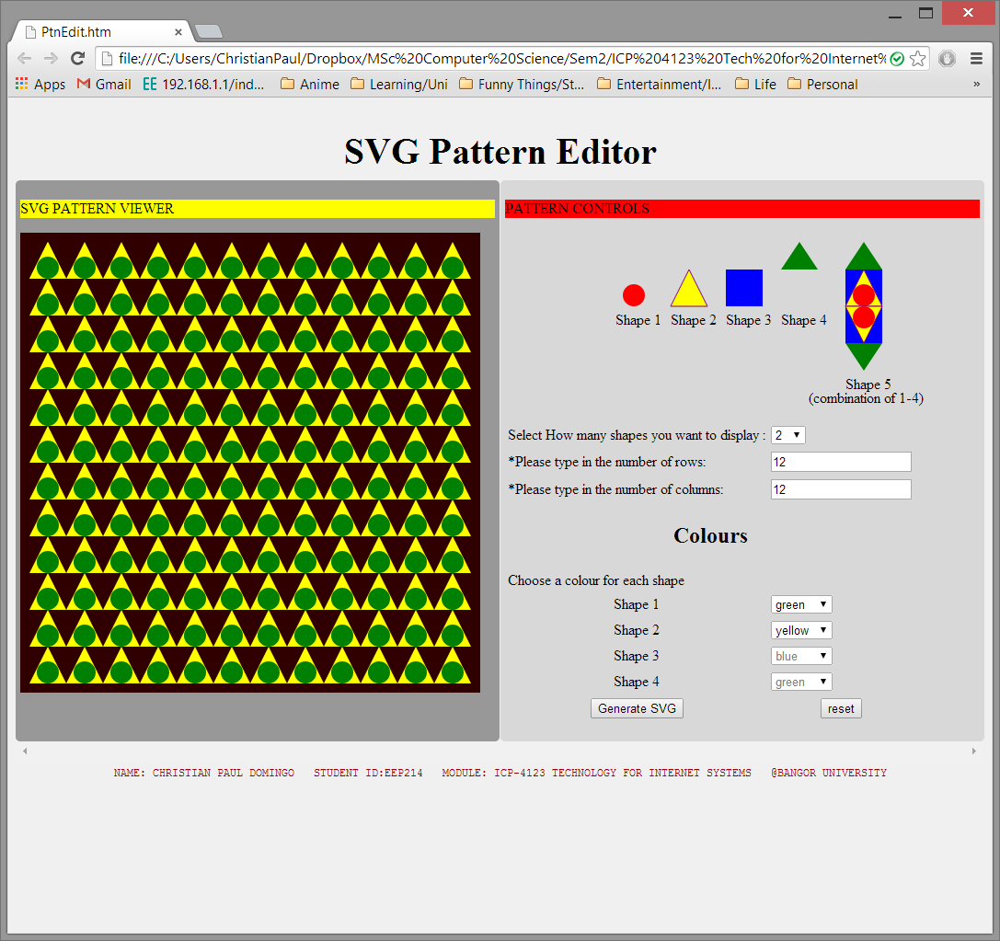 PtnEdit.htm
file:///C:/Users/ChristianPaul/Dropbox/MSc%20Computer%20Science/Sem2/ICP%204123%20Tech%20for%20Internet%
Apps Gmail EE 192.168.1.1/ind... Anime Learning/Uni Funny Things/St... Entertainment/I... Life Personal »
SVG Pattern Editor
SVG PATTERN VIEWER
PATTERN CONTROLS
Shape 1 Shape 2 Shape 3 Shape 4
Shape 5
(combination of 1-4)
Select How many shapes you want to display : 2
*Please type in the number of rows: 12
*Please type in the number of columns: 12
Colours
Choose a colour for each shape
Shape 1 green
Shape 2 yellow
Shape 3 blue
Shape 4 green
Generate SVG reset
NAME: CHRISTIAN PAUL DOMINGO STUDENT ID:EEP214 MODULE: ICP-4123 TECHNOLOGY FOR INTERNET SYSTEMS @BANGOR UNIVERSITY